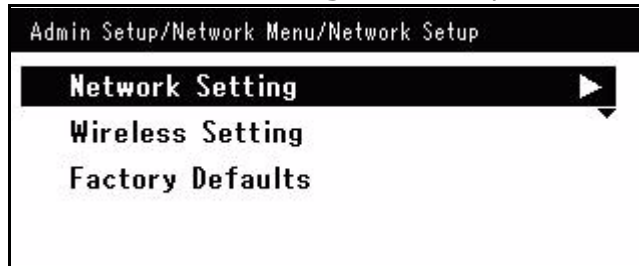 Admin Setup/Network Menu/Network Setup
Network Setting
Wireless Setting
Factory Defaults